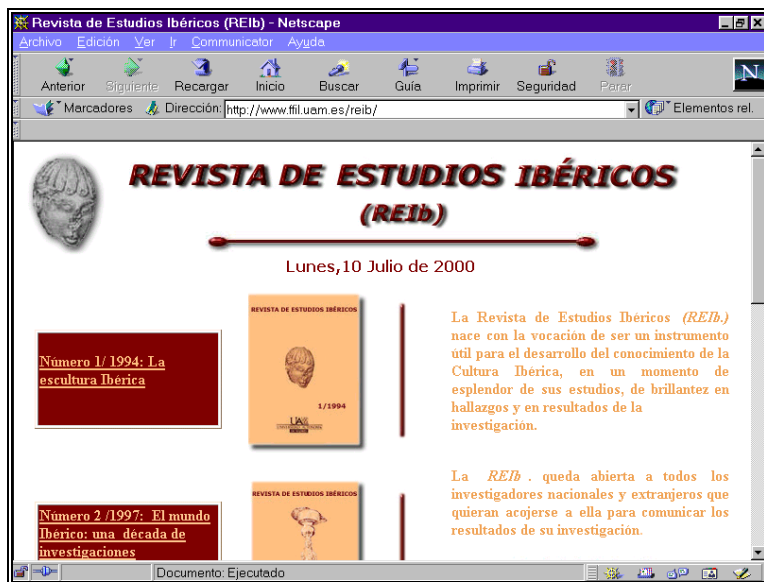 Revista de Estudios Ibéricos (REIb) - Netscape
Archivo Edición Ver Ir Communicator Ayuda
Anterior Siguiente Recargar Inicio Buscar Guía Imprimir Seguridad Parar
N
Marcadores Dirección: http://www.ffil.uam.es/reib/ Elementos rel.
REVISTA DE ESTUDIOS IBÉRICOS
(REIb)
Lunes,10 Julio de 2000
Número 1/ 1994: La
escultura Ibérica
REVISTA DE ESTUDIOS IBÉRICOS
1/1994
La Revista de Estudios Ibéricos (REIb.)
nace con la vocación de ser un instrumento
útil para el desarrollo del conocimiento de la
Cultura Ibérica, en un momento de
esplendor de sus estudios, de brillantez en
hallazgos y en resultados de la
investigación.
Número 2 /1997: El mundo
Ibérico: una década de
investigaciones
REVISTA DE ESTUDIOS IBÉRICOS
La REIb . queda abierta a todos los
investigadores nacionales y extranjeros que
quieran acojerse a ella para comunicar los
resultados de su investigación.
Documento: Ejecutado